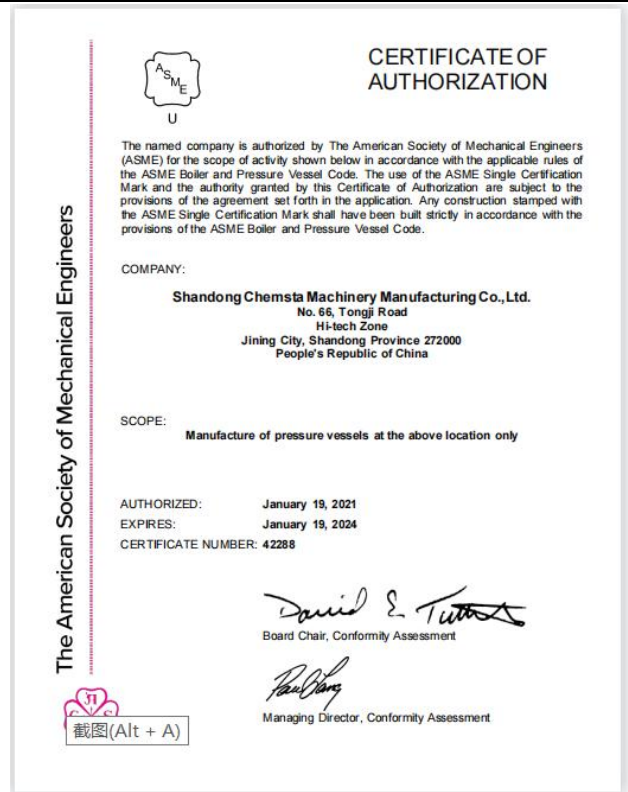 ASME
U
CERTIFICATE OF
AUTHORIZATION
The named company is authorized by The American Society of Mechanical Engineers
(ASME) for the scope of activity shown below in accordance with the applicable rules of
the ASME Boiler and Pressure Vessel Code. The use of the ASME Single Certification
Mark and the authority granted by this Certificate of Authorization are subject to the
provisions of the agreement set forth in the application. Any construction stamped with
the ASME Single Certification Mark shall have been built strictly in accordance with the
provisions of the ASME Boiler and Pressure Vessel Code.
COMPANY:
Shandong Chemsta Machinery Manufacturing Co., Ltd.
No. 66, Tongji Road
Hi-tech Zone
Jining City, Shandong Province 272000
People's Republic of China
SCOPE:
Manufacture of pressure vessels at the above location only
AUTHORIZED: January 19, 2021
EXPIRES: January 19, 2024
CERTIFICATE NUMBER: 42288
Board Chair, Conformity Assessment
Managing Director, Conformity Assessment
The American Society of Mechanical Engineers
截图(Alt + A)